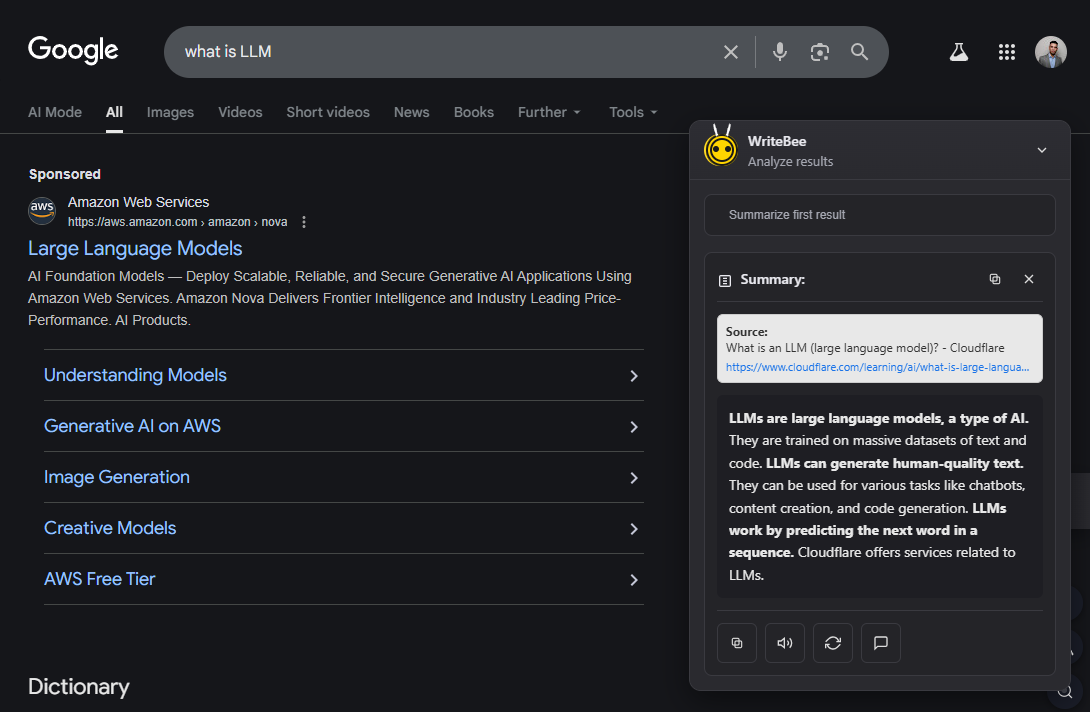 Google
what is LLM
AI Mode
All
Images
Videos
Short videos
News
Books
Further
Tools
Sponsored
aws
Amazon Web Services
https://aws.amazon.com › amazon › nova
Large Language Models
AI Foundation Models — Deploy Scalable, Reliable, and Secure Generative AI Applications Using
Amazon Web Services. Amazon Nova Delivers Frontier Intelligence and Industry Leading Price-
Performance. AI Products.
Understanding Models
Generative AI on AWS
Image Generation
Creative Models
AWS Free Tier
Dictionary
WriteBee
Analyze results
Summarize first result
Summary:
Source:
What is an LLM (large language model)? - Cloudflare
https://www.cloudflare.com/learning/ai/what-is-large-langua...
LLMs are large language models, a type of AI.
They are trained on massive datasets of text and
code. LLMs can generate human-quality text.
They can be used for various tasks like chatbots,
content creation, and code generation. LLMs
work by predicting the next word in a
sequence. Cloudflare offers services related to
LLMs.